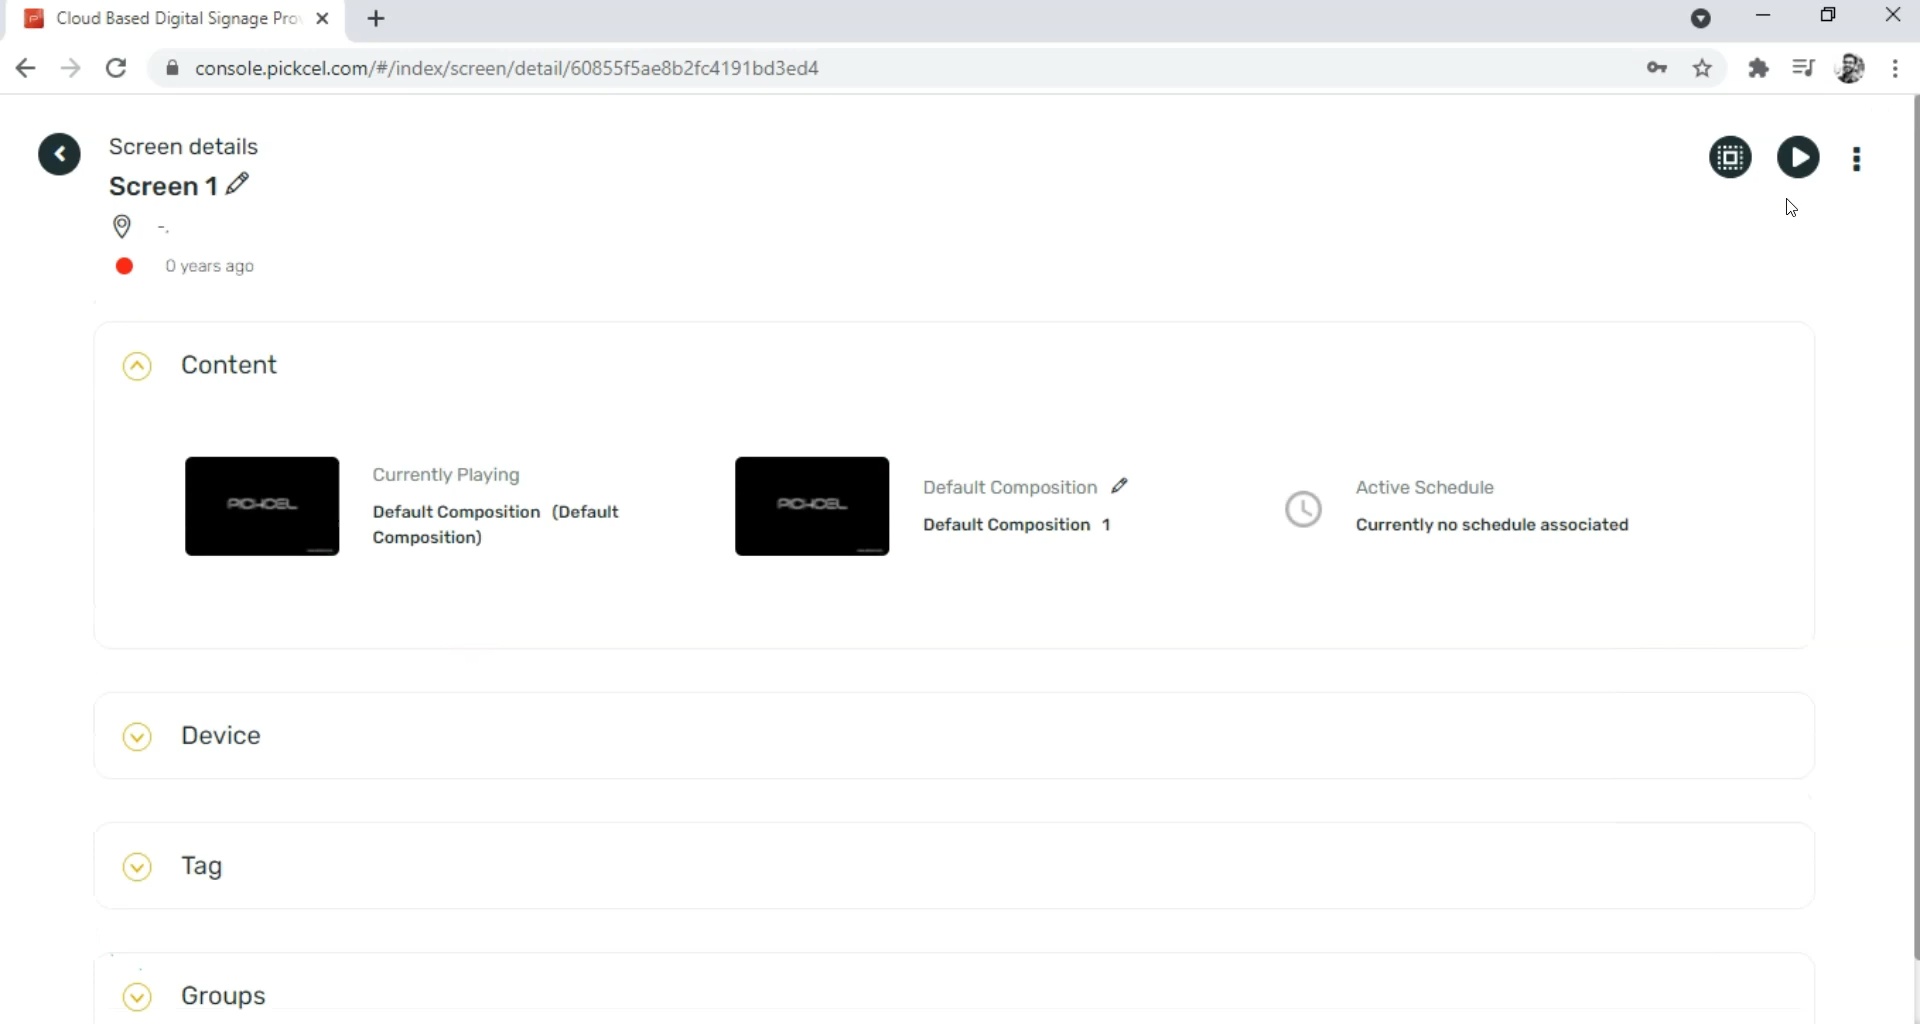 Cloud Based Digital Signage Pro
console.pickcel.com/#/index/screen/detail/60855f5ae8b2fc4191bd3ed4
Screen details
Screen 1
-,
0 years ago
Content
PICKCEL
Currently Playing
Default Composition (Default
Composition)
PICKCEL
Default Composition
Default Composition 1
Active Schedule
Currently no schedule associated
Device
Tag
Groups